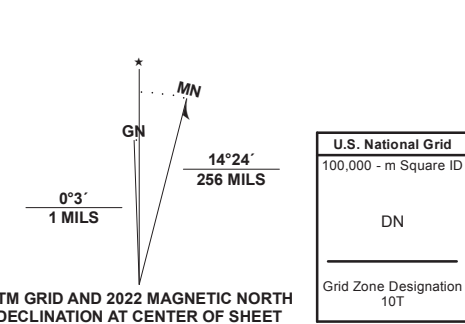 ★
MN
GN
14°24´
256 MILS
0°3´
1 MILS
TM GRID AND 2022 MAGNETIC NORTH
DECLINATION AT CENTER OF SHEET
U.S. National Grid
100,000 - m Square ID
DN
Grid Zone Designation
10T